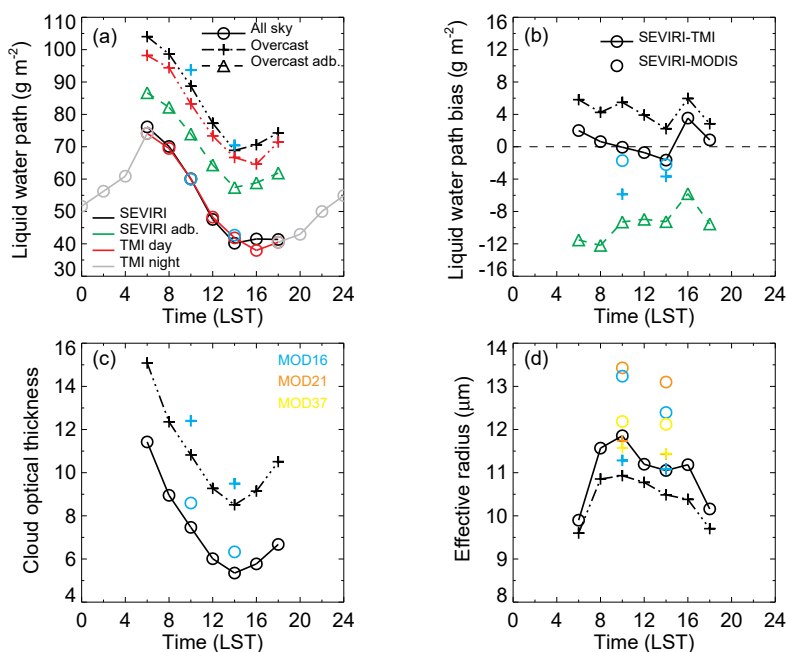 (a)
All sky
Overcast
Overcast adb..
SEVIRI
SEVIRI adb.
TMI day
TMI night
Liquid water path (g m-2)
110
100
90
80
70
60
50
40
30
0 4 8 12 16 20 24
Time (LST)
(b)
SEVIRI-TMI
SEVIRI-MODIS
Liquid water path bias (g m-2)
16
12
8
4
0
-4
-8
-12
-16
0 4 8 12 16 20 24
Time (LST)
(c)
MOD16
MOD21
MOD37
Cloud optical thickness
16
14
12
10
8
6
4
0 4 8 12 16 20 24
Time (LST)
(d)
Effective radius (μm)
14
13
12
11
10
9
8
0 4 8 12 16 20 24
Time (LST)